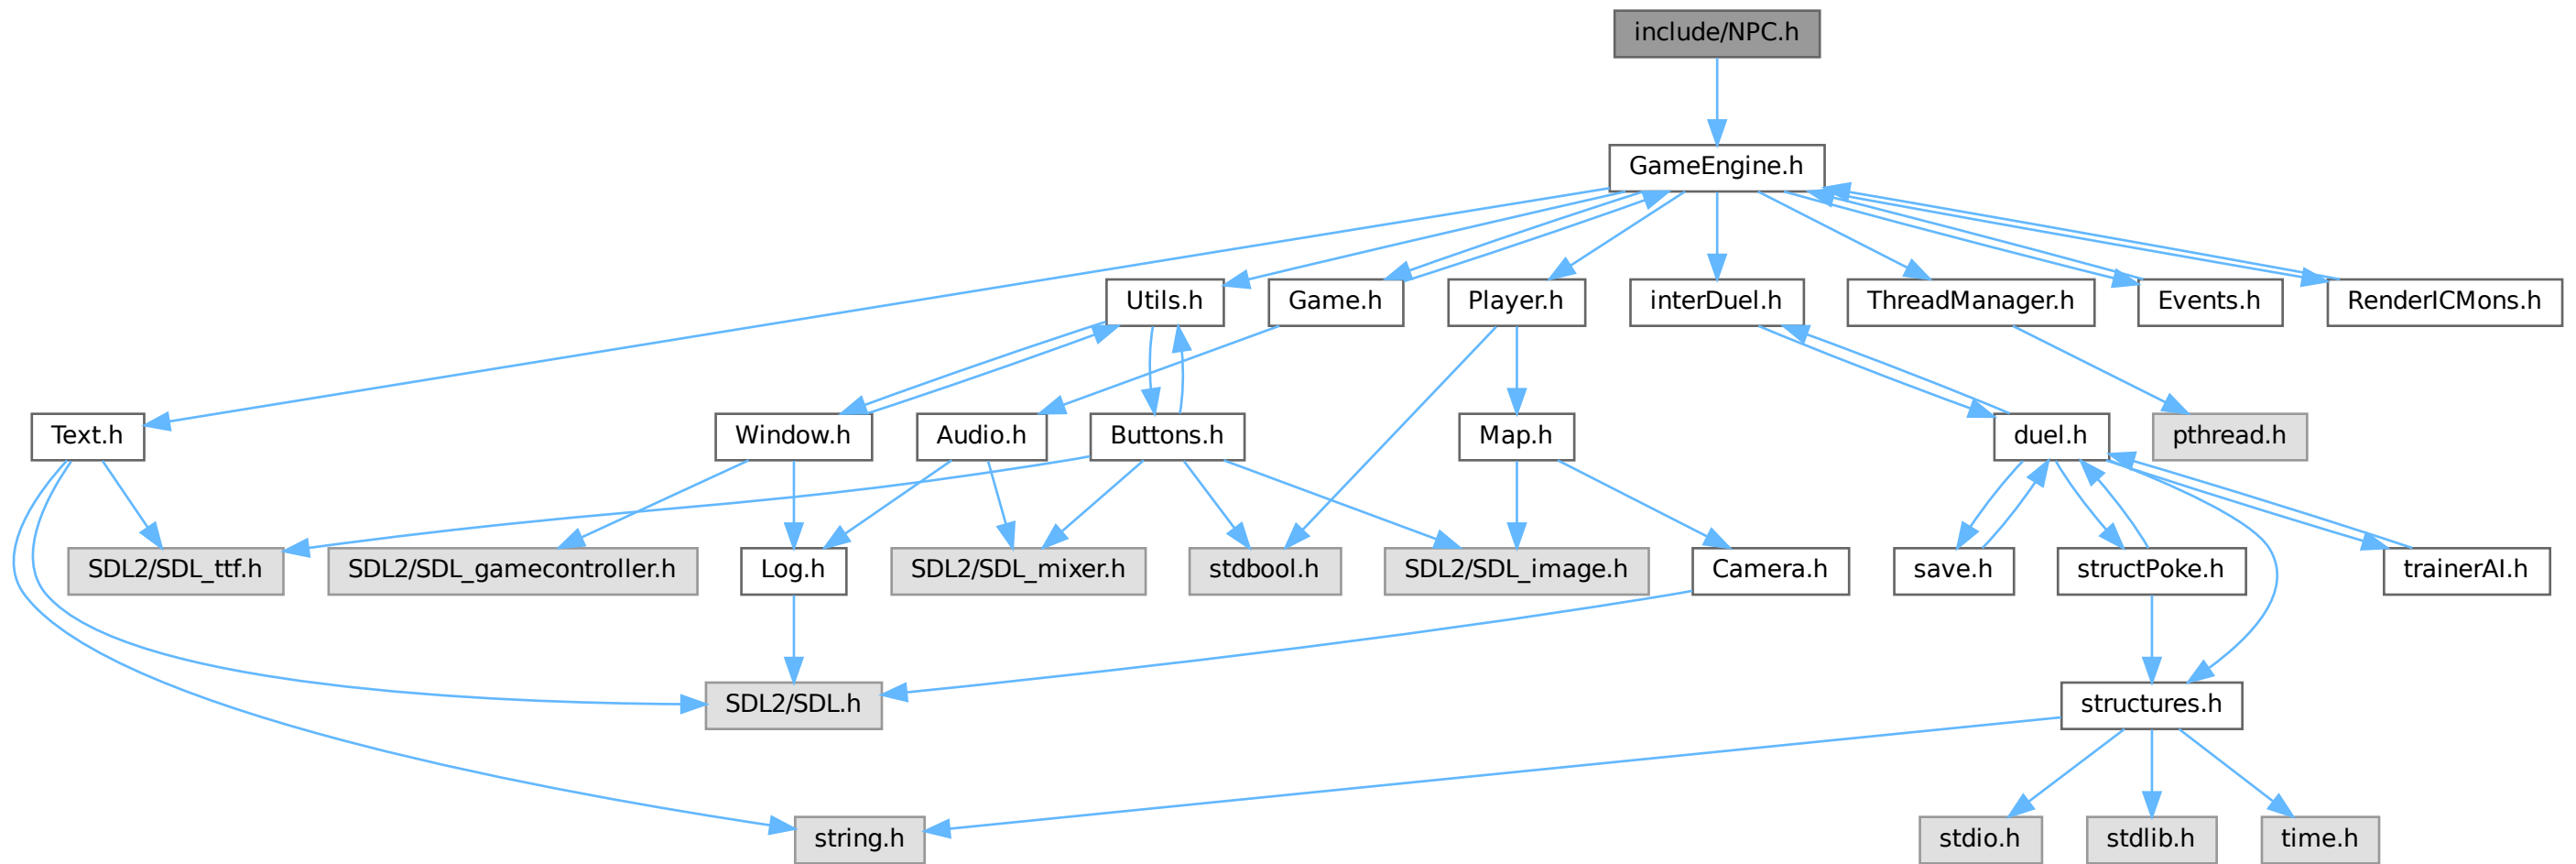 include/NPC.h
GameEngine.h
Utils.h
Game.h
Player.h
interDuel.h
ThreadManager.h
Events.h
RenderICMons.h
Text.h
Window.h
Audio.h
Buttons.h
Map.h
duel.h
pthread.h
SDL2/SDL_ttf.h
SDL2/SDL_gamecontroller.h
Log.h
SDL2/SDL_mixer.h
stdbool.h
SDL2/SDL_image.h
Camera.h
save.h
structPoke.h
trainerAI.h
SDL2/SDL.h
structures.h
string.h
stdio.h
stdlib.h
time.h